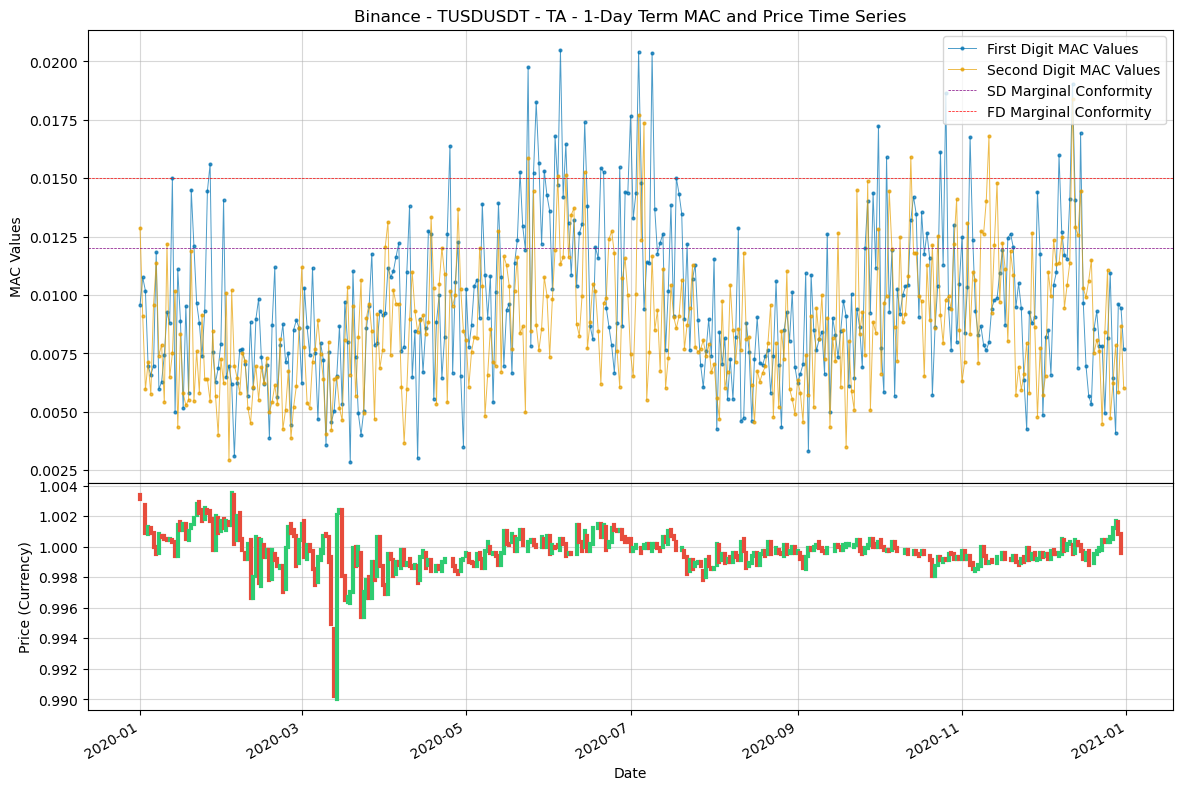 Binance - TUSDUSDT - TA - 1-Day Term MAC and Price Time Series
First Digit MAC Values
Second Digit MAC Values
SD Marginal Conformity
FD Marginal Conformity
MAC Values
0.0200
0.0175
0.0150
0.0125
0.0100
0.0075
0.0050
0.0025
Price (Currency)
1.004
1.002
1.000
0.998
0.996
0.994
0.992
0.990
2020-01
2020-03
2020-05
2020-07
2020-09
2020-11
2021-01
Date